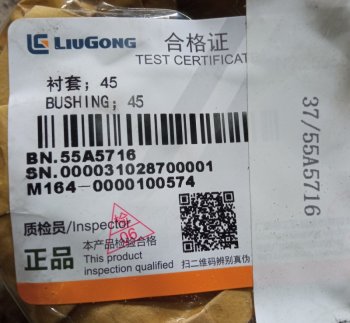 LIUGONG
合格证
TEST CERTIFICATE
衬套；45
BUSHING；45
BN.55A5716
SN.000031028700001
M164-0000100574
质检员/Inspector
06
本产品检验合格
正品
This product
inspection qualified
扫二维码辨别真伪
37/55A5716